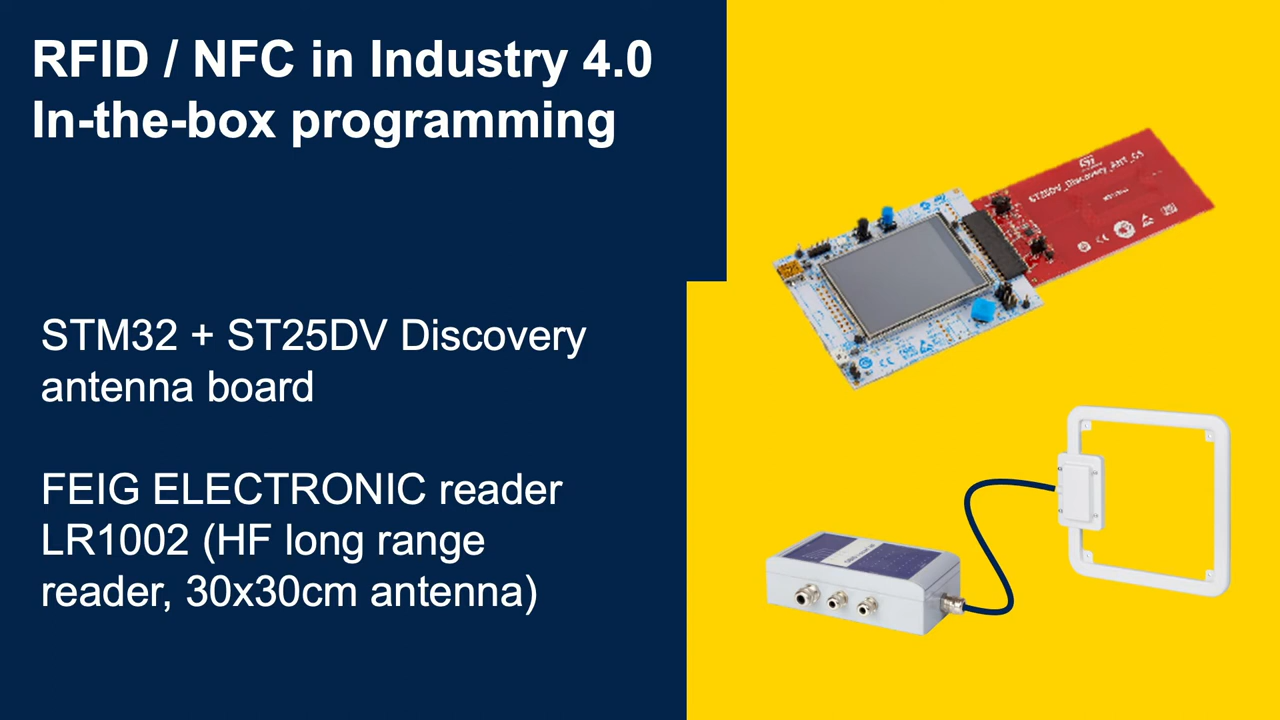 RFID / NFC in Industry 4.0
In-the-box programming
STM32 + ST25DV Discovery
antenna board
FEIG ELECTRONIC reader
LR1002 (HF long range
reader, 30x30cm antenna)
ST25DV_Discovery_ANT_C5